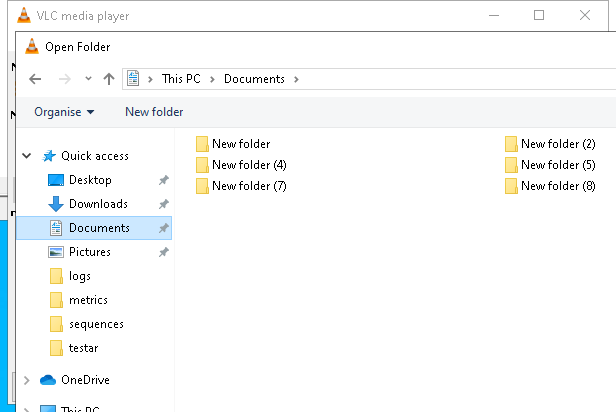 VLC media player
Open Folder
This PC > Documents >
Organise New folder
Quick access
Desktop
Downloads
Documents
Pictures
logs
metrics
sequences
testar
OneDrive
This PC
New folder New folder (2)
New folder (4) New folder (5)
New folder (7) New folder (8)